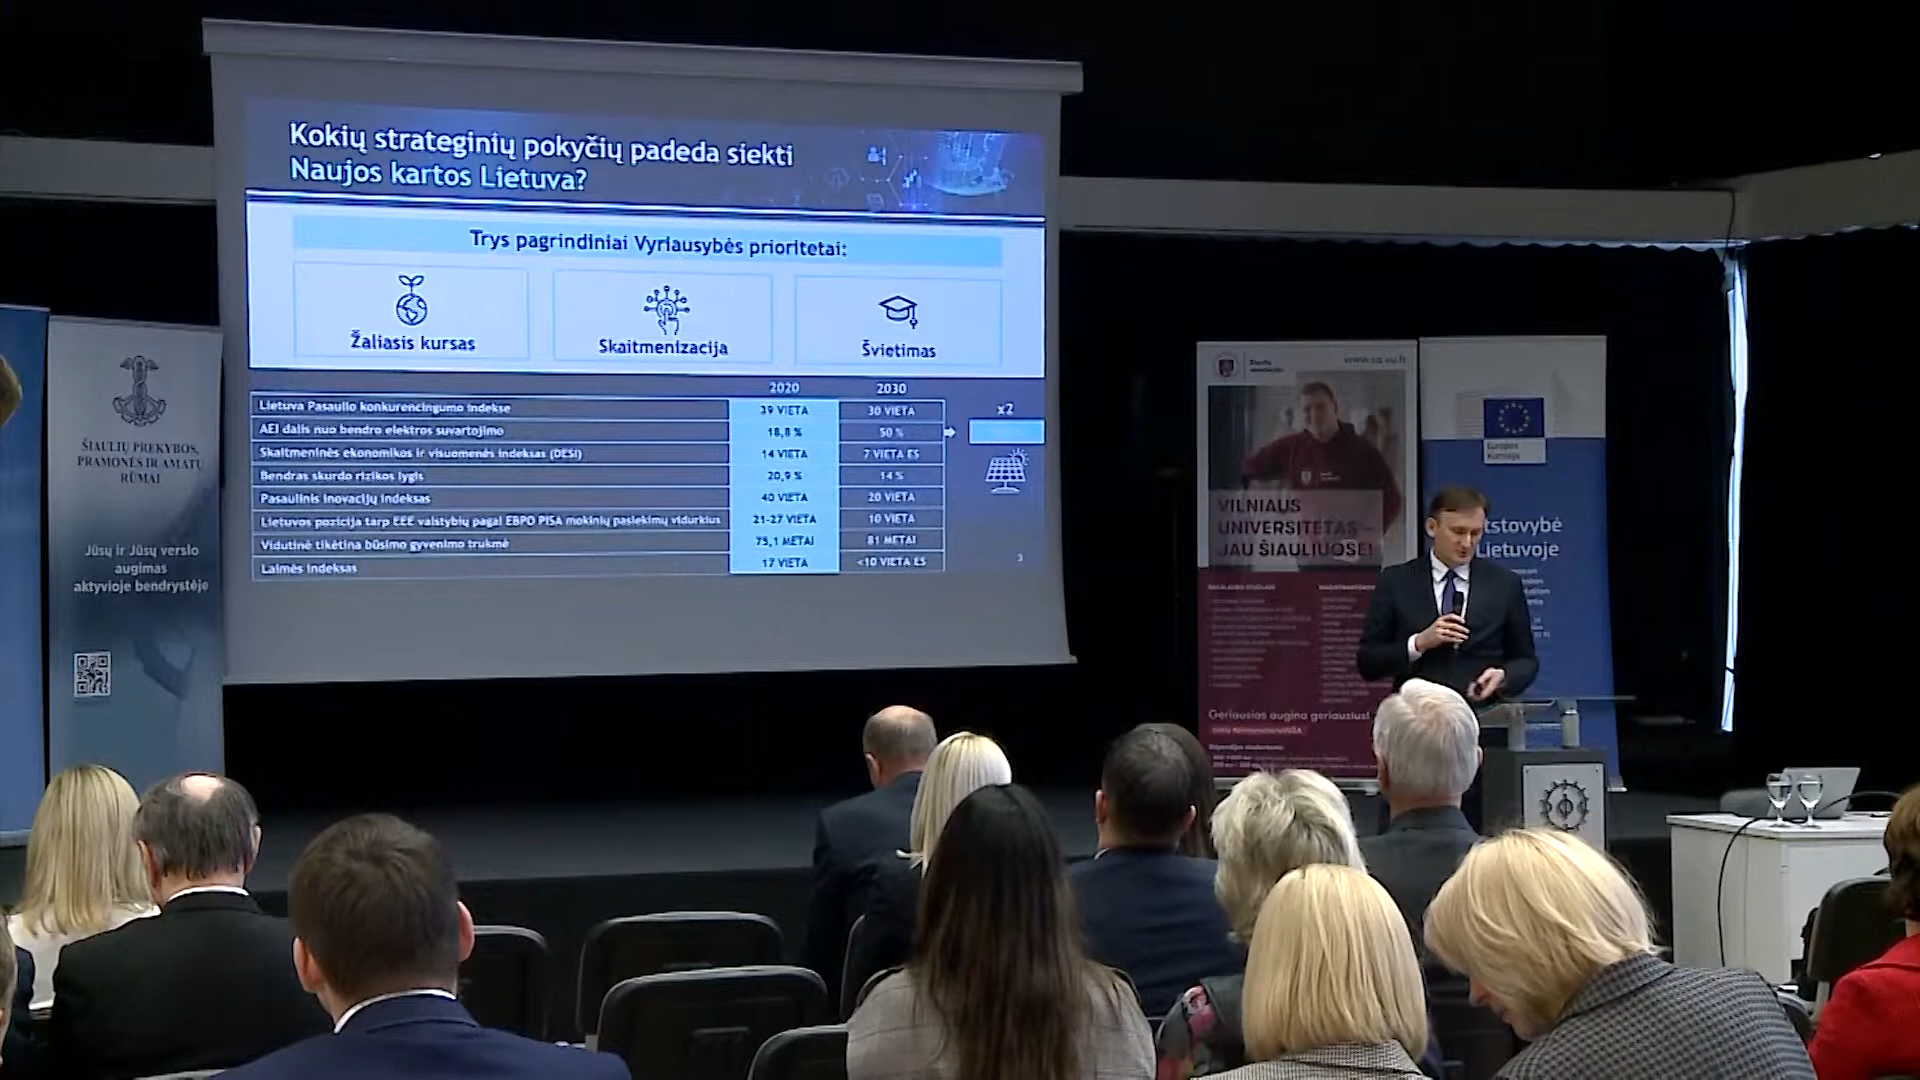 Kokių strateginių pokyčių padeda siekti
Naujos kartos Lietuva?
Trys pagrindiniai Vyriausybės prioritetai:
Žaliasis kursas
Skaitmenizacija
Švietimas
2020 2030
Lietuva Pasaulio konkurencingumo indekse 39 VIETA 30 VIETA
x2
AEI dalis nuo bendro elektros suvartojimo 18,8 % 50 %
Skaitmeninės ekonomikos ir visuomenės indeksas (DESI) 14 VIETA 7 VIETA ES
Bendras skurdo rizikos lygis 20,9 % 14 %
Pasaulinis inovacijų indeksas 40 VIETA 20 VIETA
Lietuvos pozicija tarp EEE valstybių pagal EBPO PISA mokinių pasiekimų vidurkius 21-27 VIETA 10 VIETA
Vidutinė tikėtina būsimo gyvenimo trukmė 75,1 METAI 81 METAI
Laimės indeksas 17 VIETA <10 VIETA ES
3
ŠIAULIŲ PREKYBOS,
PRAMONĖS IR AMATŲ
RŪMAI
Jūsų ir Jūsų verslo
augimas
aktyvioje bendrystėje
VILNIAUS
UNIVERSITETAS –
JAU ŠIAULIUOSE!
Geriausias augina geriausius!
Europos
Komisija
tstovybė
Lietuvoje